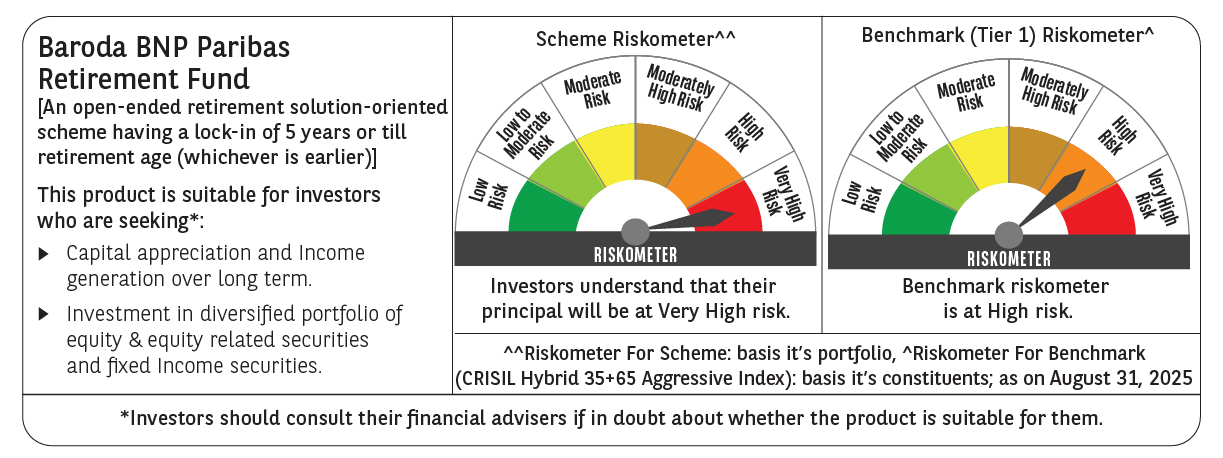 Baroda BNP Paribas
Retirement Fund
[An open-ended retirement solution-oriented
scheme having a lock-in of 5 years or till
retirement age (whichever is earlier)]
This product is suitable for investors
who are seeking*:
Capital appreciation and Income
generation over long term.
Investment in diversified portfolio of
equity & equity related securities
and fixed Income securities.
Scheme Riskometer^^
Low
Risk
Low to
Moderate
Risk
Moderate
Risk
Moderately
High Risk
High
Risk
Very High
Risk
RISKOMETER
Investors understand that their
principal will be at Very High risk.
Benchmark (Tier 1) Riskometer^
Low
Risk
Low to
Moderate
Risk
Moderate
Risk
Moderately
High Risk
High
Risk
Very High
Risk
RISKOMETER
Benchmark riskometer
is at High risk.
^^Riskometer For Scheme: basis it's portfolio, ^Riskometer For Benchmark
(CRISIL Hybrid 35+65 Aggressive Index): basis it's constituents; as on August 31, 2025
*Investors should consult their financial advisers if in doubt about whether the product is suitable for them.